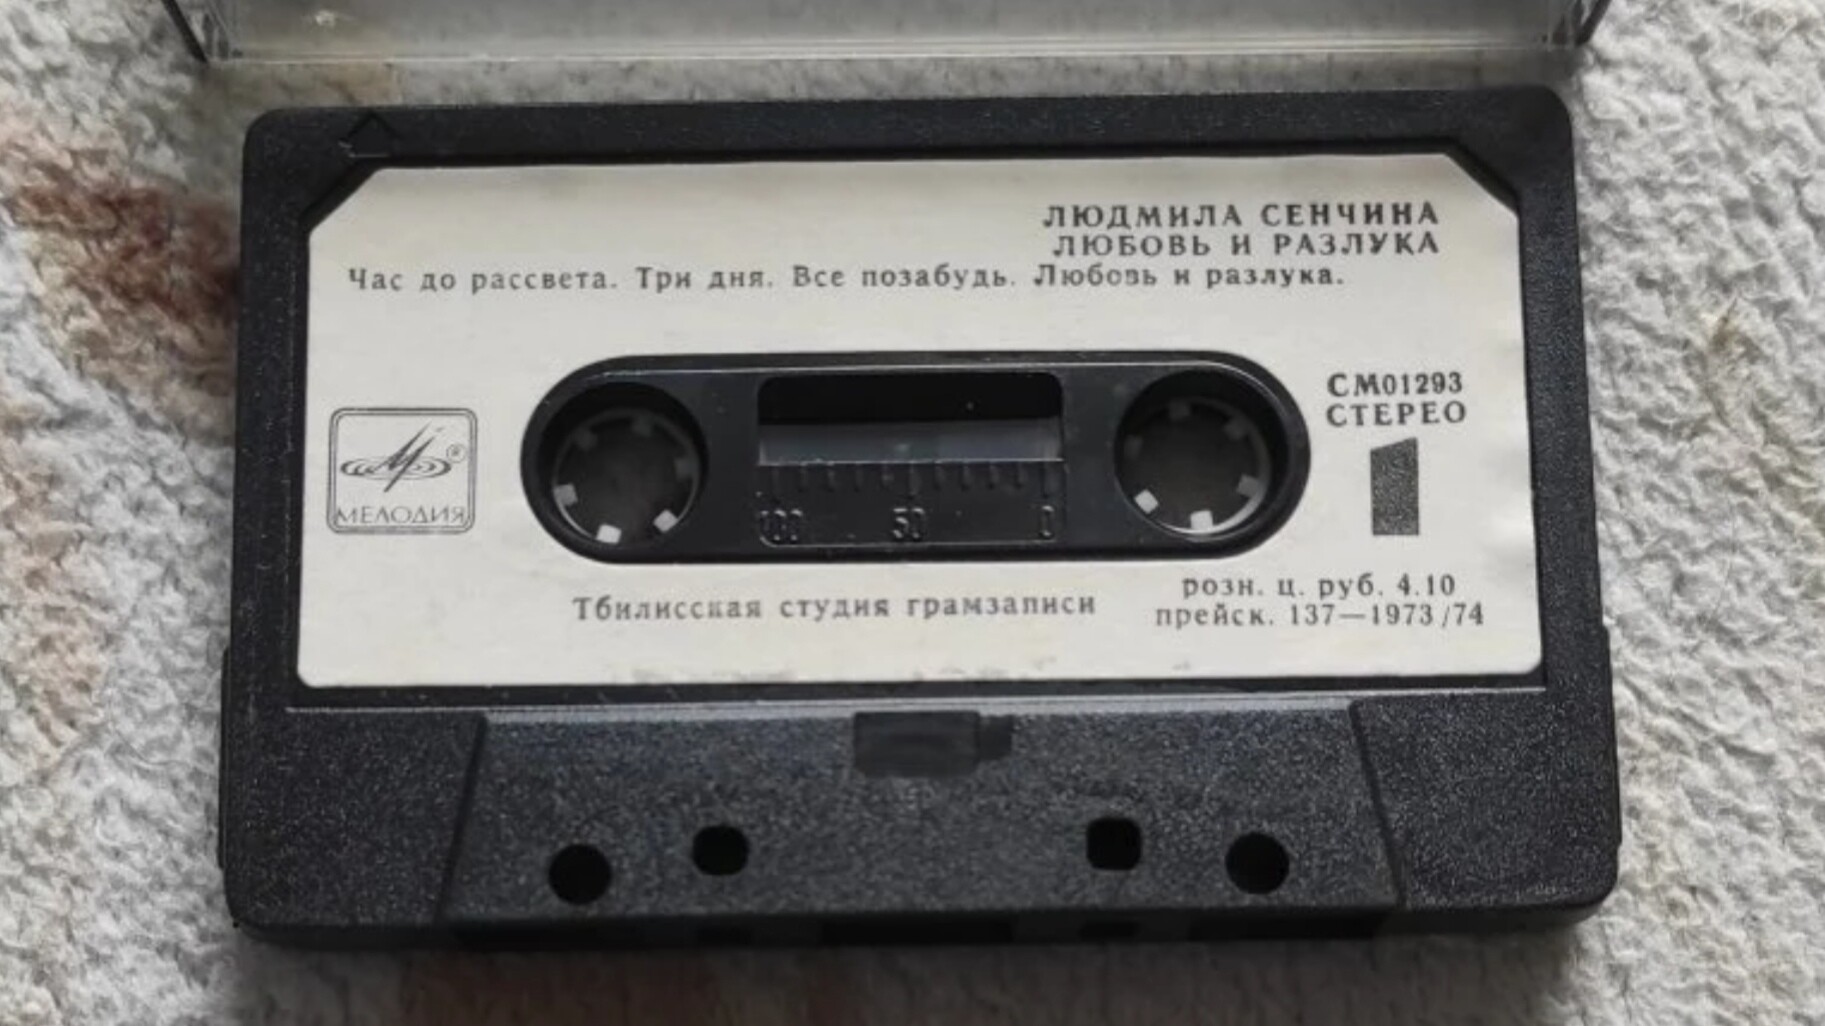 ЛЮДМИЛА СЕНЧИНА
ЛЮБОВЬ И РАЗЛУКА
Час до рассвета. Три дня. Все позабудь. Любовь и разлука.
СМ01293
СТЕРЕО
1
МЕЛОДИЯ
100 50 0
Тбилисская студия грамзаписи
розн. ц. руб. 4.10
прейск. 137—1973/74